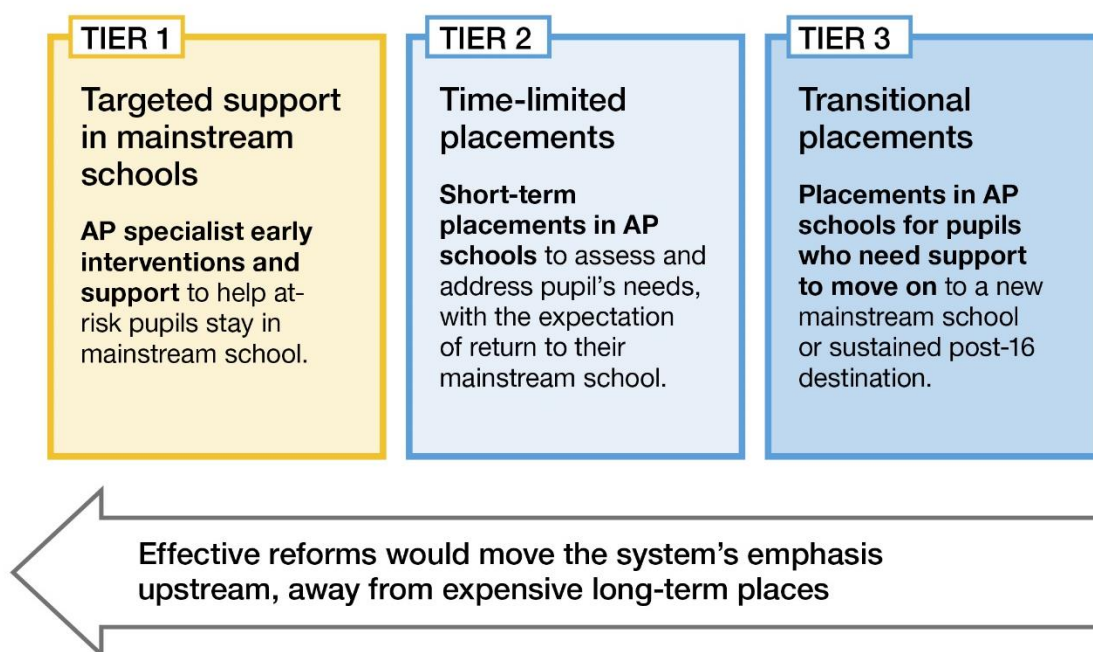 TIER 1
Targeted support
in mainstream
schools
AP specialist early
interventions and
support to help at-
risk pupils stay in
mainstream school.
TIER 2
Time-limited
placements
Short-term
placements in AP
schools to assess and
address pupil's needs,
with the expectation
of return to their
mainstream school.
TIER 3
Transitional
placements
Placements in AP
schools for pupils
who need support
to move on to a new
mainstream school
or sustained post-16
destination.
Effective reforms would move the system's emphasis
upstream, away from expensive long-term places